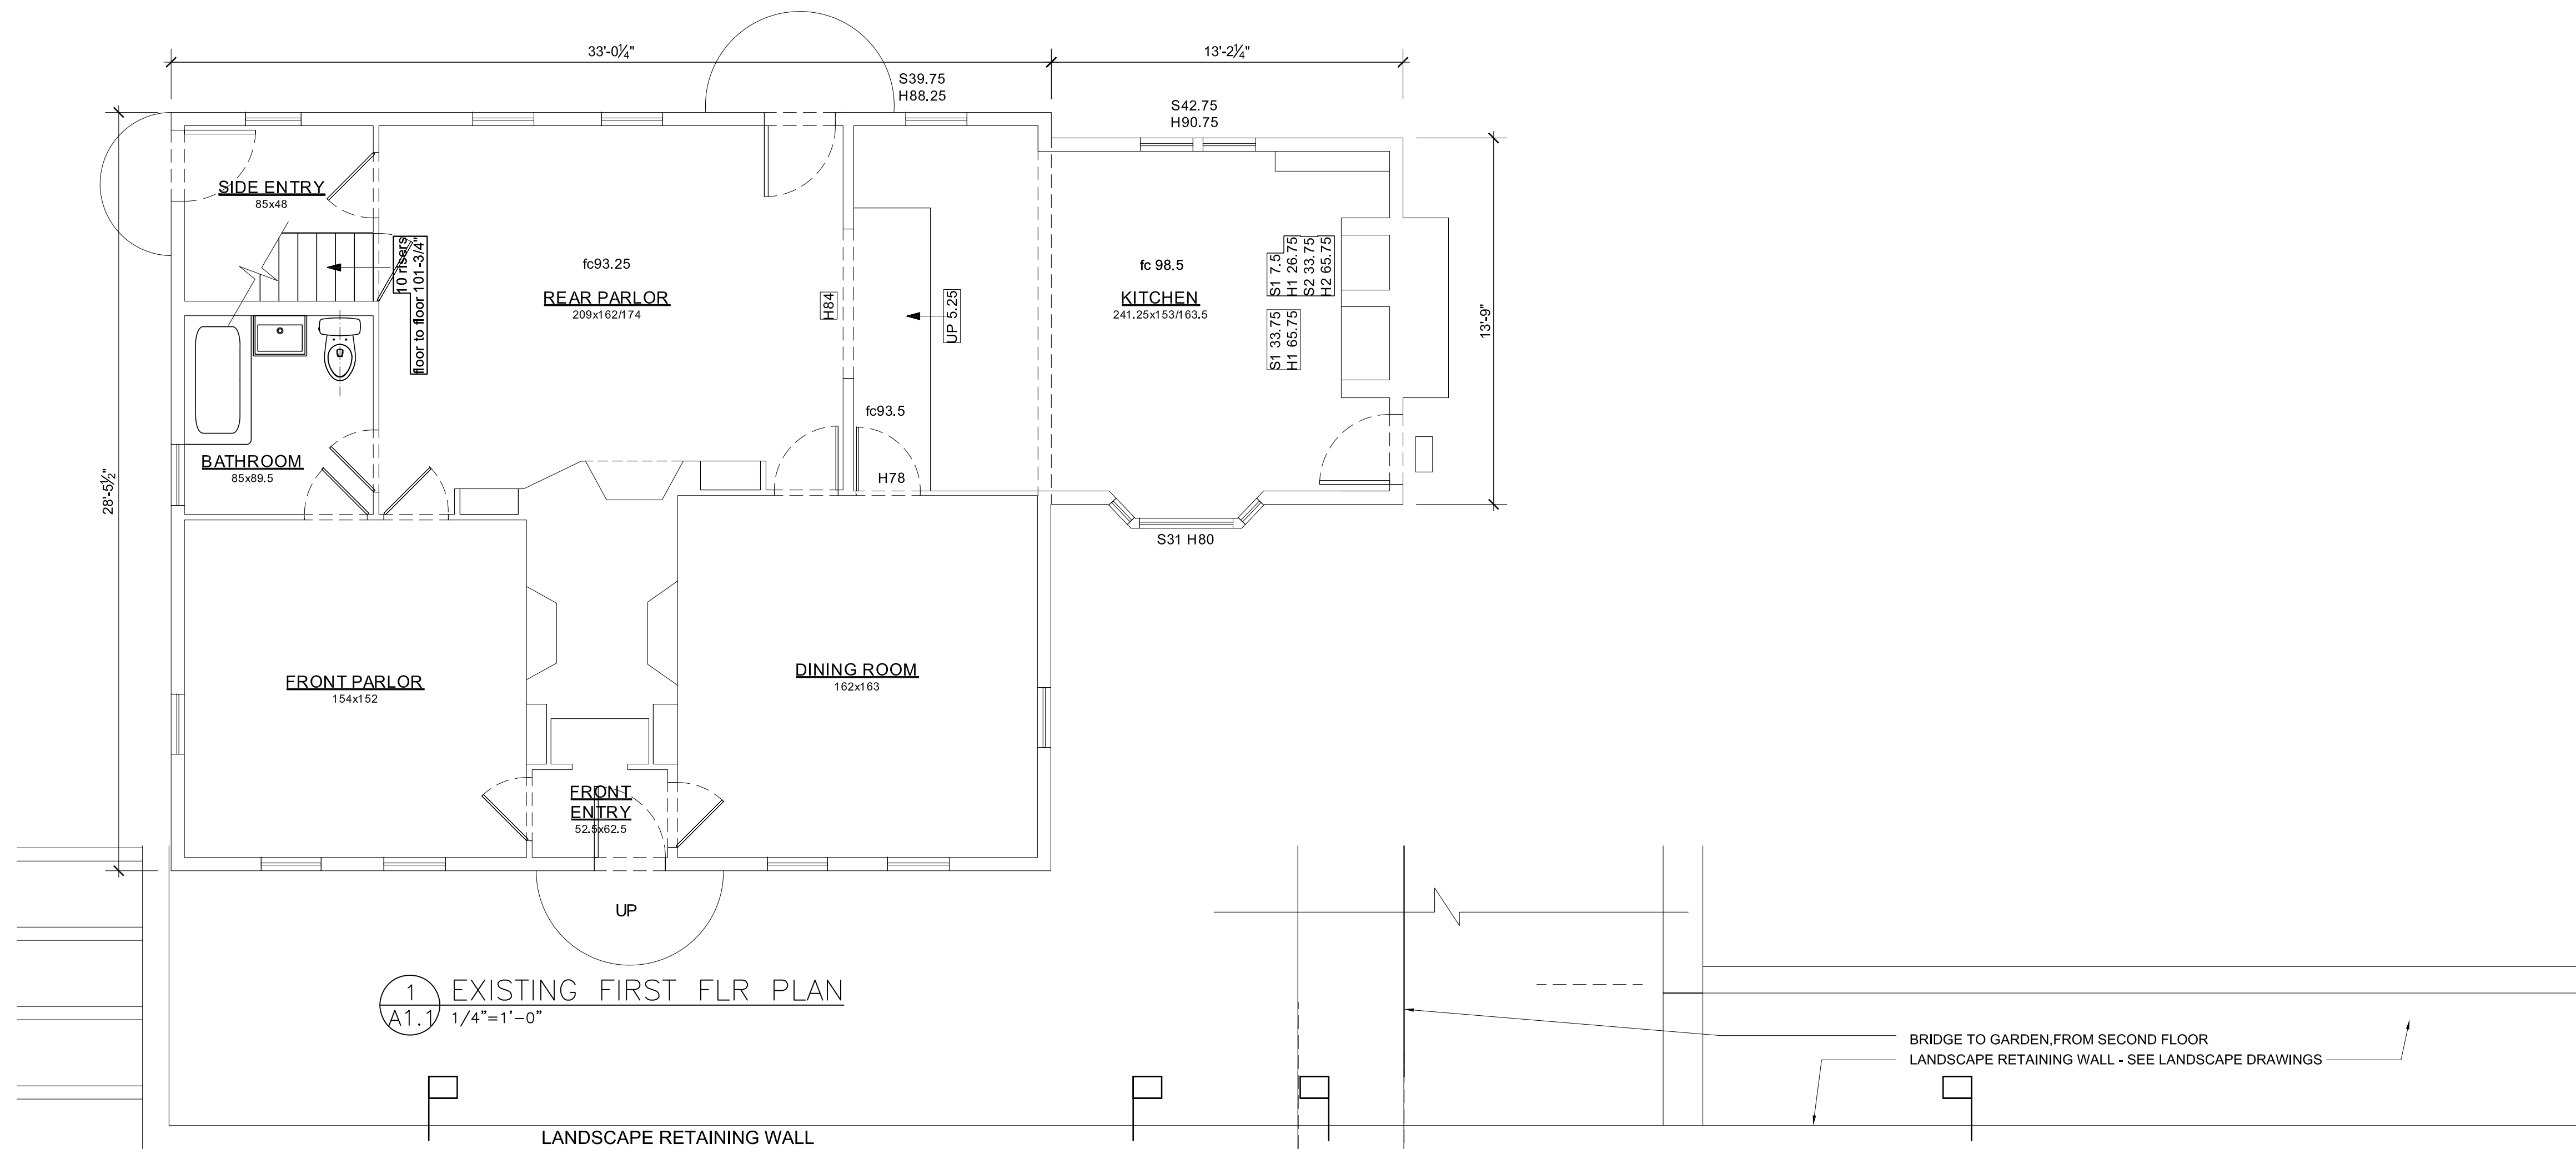 33'-0¼"
13'-2¼"
S39.75
H88.25
S42.75
H90.75
SIDE ENTRY
85x48
10 risers
floor to floor 101-3/4"
fc93.25
REAR PARLOR
209x162/174
H84
UP 5.25
fc 98.5
KITCHEN
241.25x153/163.5
S1 7.5
H1 26.75
S2 33.75
H2 65.75
S1 33.75
H1 65.75
13'-9"
fc93.5
H78
BATHROOM
85x89.5
28'-5½"
S31 H80
FRONT PARLOR
154x152
DINING ROOM
162x163
FRONT
ENTRY
52.5x62.5
UP
1
A1.1
EXISTING FIRST FLR PLAN
1/4"=1'-0"
BRIDGE TO GARDEN,FROM SECOND FLOOR
LANDSCAPE RETAINING WALL - SEE LANDSCAPE DRAWINGS
LANDSCAPE RETAINING WALL